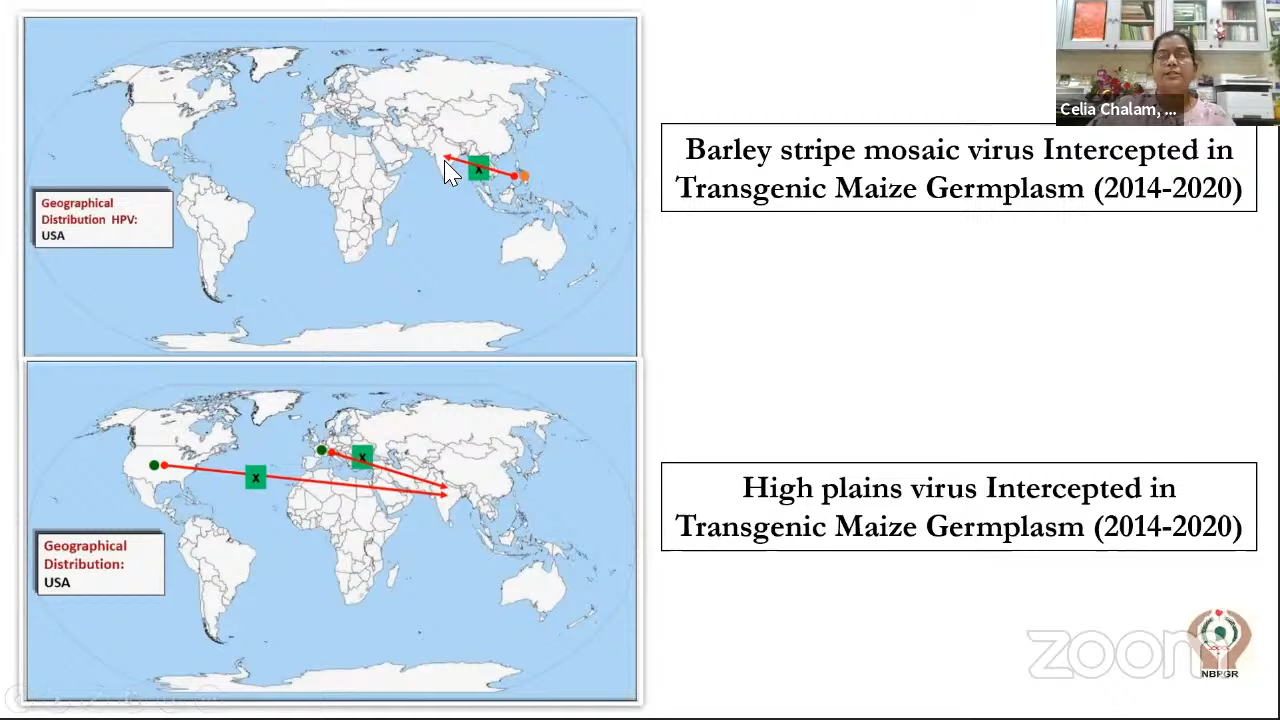 Celia Chalam, ...
Barley stripe mosaic virus Intercepted in
Transgenic Maize Germplasm (2014-2020)
x
Geographical
Distribution HPV:
USA
x
x
High plains virus Intercepted in
Transgenic Maize Germplasm (2014-2020)
Geographical
Distribution:
USA
zoom
NBPGR